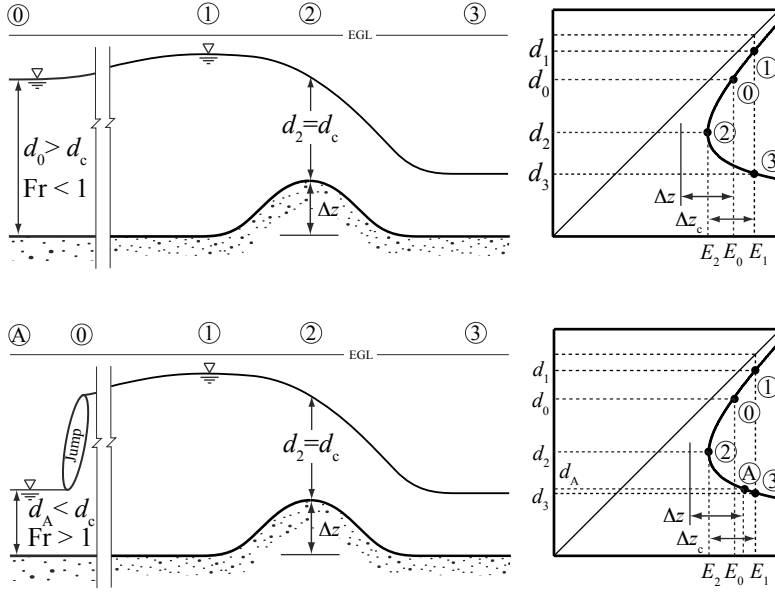 ⓪ ① ② ③
EGL
d₀> d_c
Fr < 1
d₂=d_c
Δz
d₁
d₀
d₂
d₃
①
⓪
②
③
Δz
Δz_c
E₂ E₀ E₁
Ⓐ ⓪ ① ② ③
EGL
Jump
d_A< d_c
Fr > 1
d₂=d_c
Δz
d₁
d₀
d₂
d_A
d₃
①
⓪
②
Ⓐ ③
Δz
Δz_c
E₂ E₀ E₁